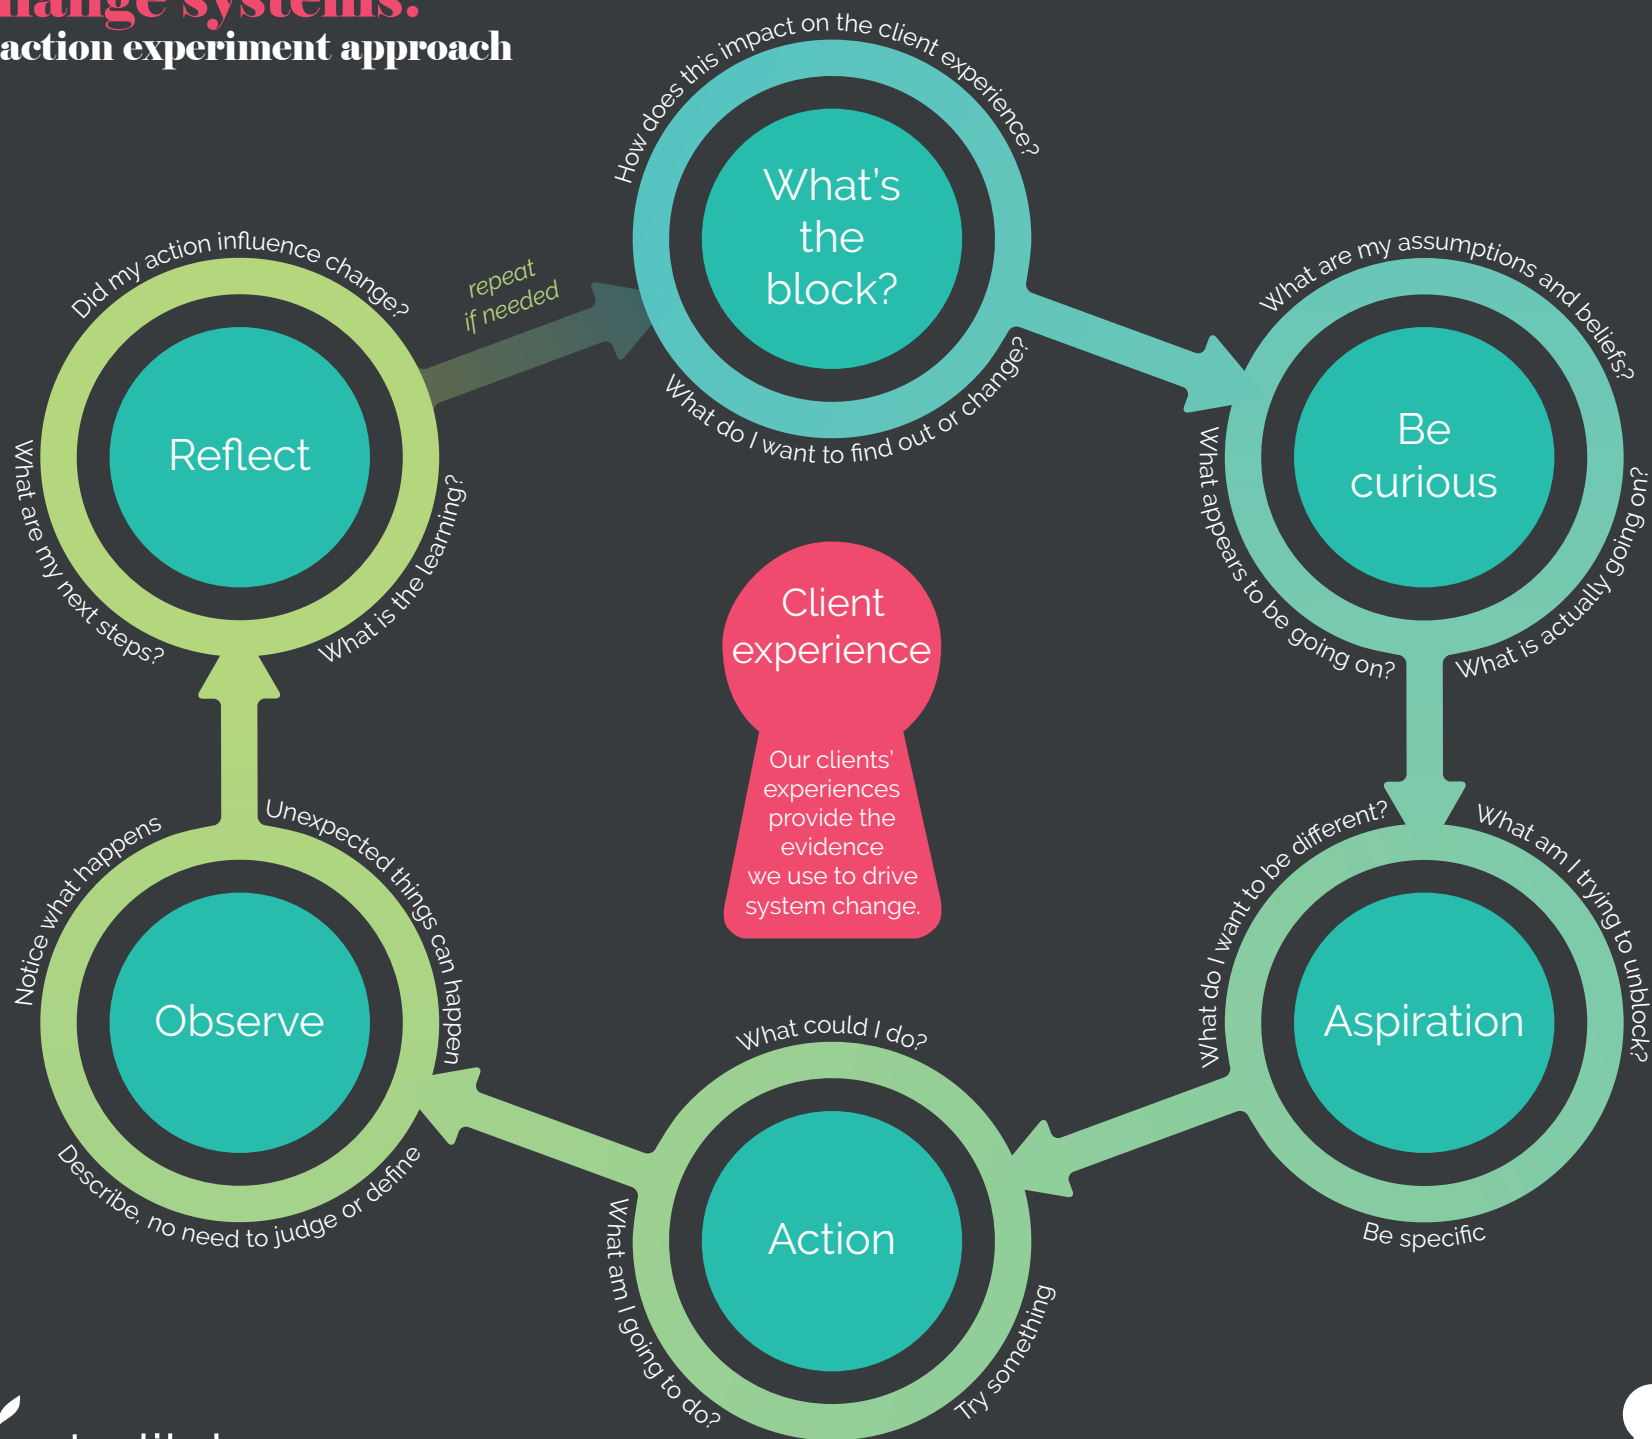 systems:
action experiment approach
How does this impact on the client experience?
What's
the
block?
What do I want to find out or change?
What are my assumptions and beliefs?
Be
curious
What appears to be going on?
What is actually going on?
What do I want to be different?
What am I trying to unblock?
Aspiration
Be specific
What could I do?
Action
What am I going to do?
Try something
Notice what happens
Unexpected things can happen
Observe
Describe, no need to judge or define
Did my action influence change?
Reflect
What are my next steps?
What is the learning?
repeat
if needed
Client
experience
Our clients'
experiences
provide the
evidence
we use to drive
system change.